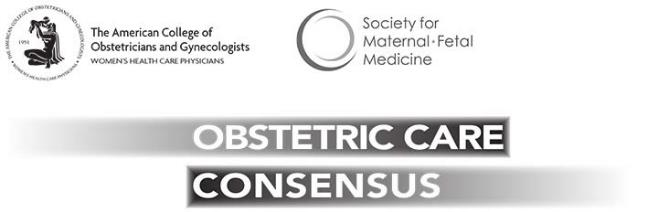 The American College of
Obstetricians and Gynecologists
WOMEN'S HEALTH CARE PHYSICIANS
Society for
Maternal·Fetal
Medicine
OBSTETRIC CARE
CONSENSUS